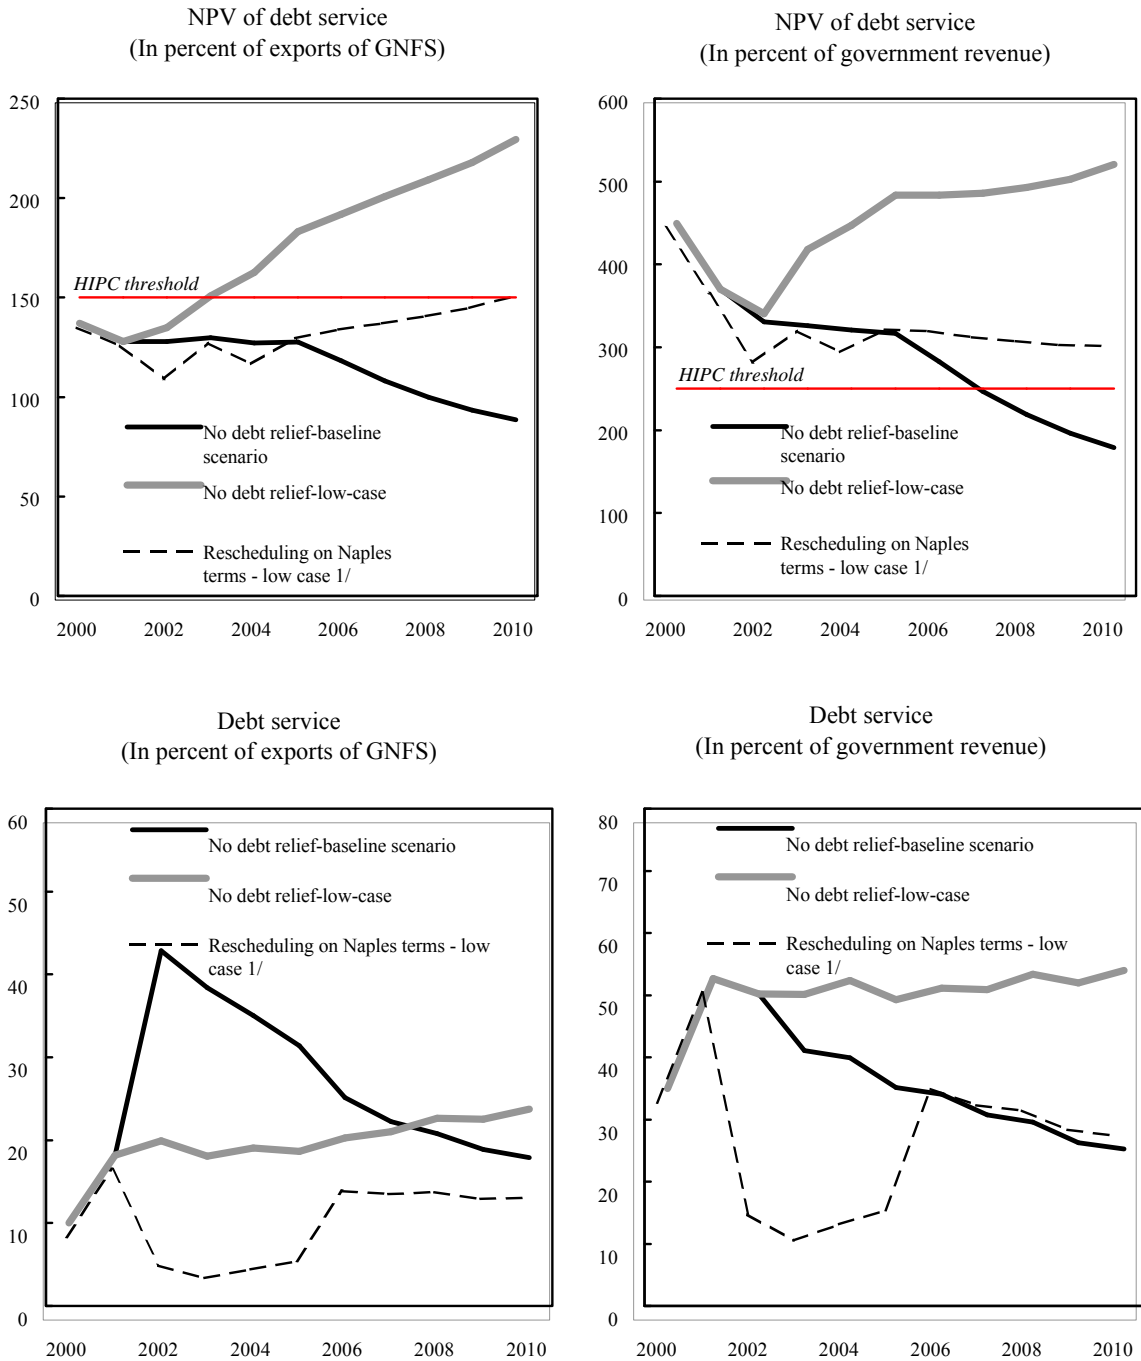 NPV of debt service
(In percent of exports of GNFS)
250
200
150
100
50
0
HIPC threshold
No debt relief-baseline
scenario
No debt relief-low-case
Rescheduling on Naples
terms - low case 1/
2000 2002 2004 2006 2008 2010
NPV of debt service
(In percent of government revenue)
600
500
400
300
200
100
0
HIPC threshold
No debt relief-baseline
scenario
No debt relief-low-case
Rescheduling on Naples
terms - low case 1/
2000 2002 2004 2006 2008 2010
Debt service
(In percent of exports of GNFS)
60
50
40
30
20
10
0
No debt relief-baseline scenario
No debt relief-low-case
Rescheduling on Naples terms - low
case 1/
2000 2002 2004 2006 2008 2010
Debt service
(In percent of government revenue)
80
70
60
50
40
30
20
10
0
No debt relief-baseline scenario
No debt relief-low-case
Rescheduling on Naples terms - low
case 1/
2000 2002 2004 2006 2008 2010